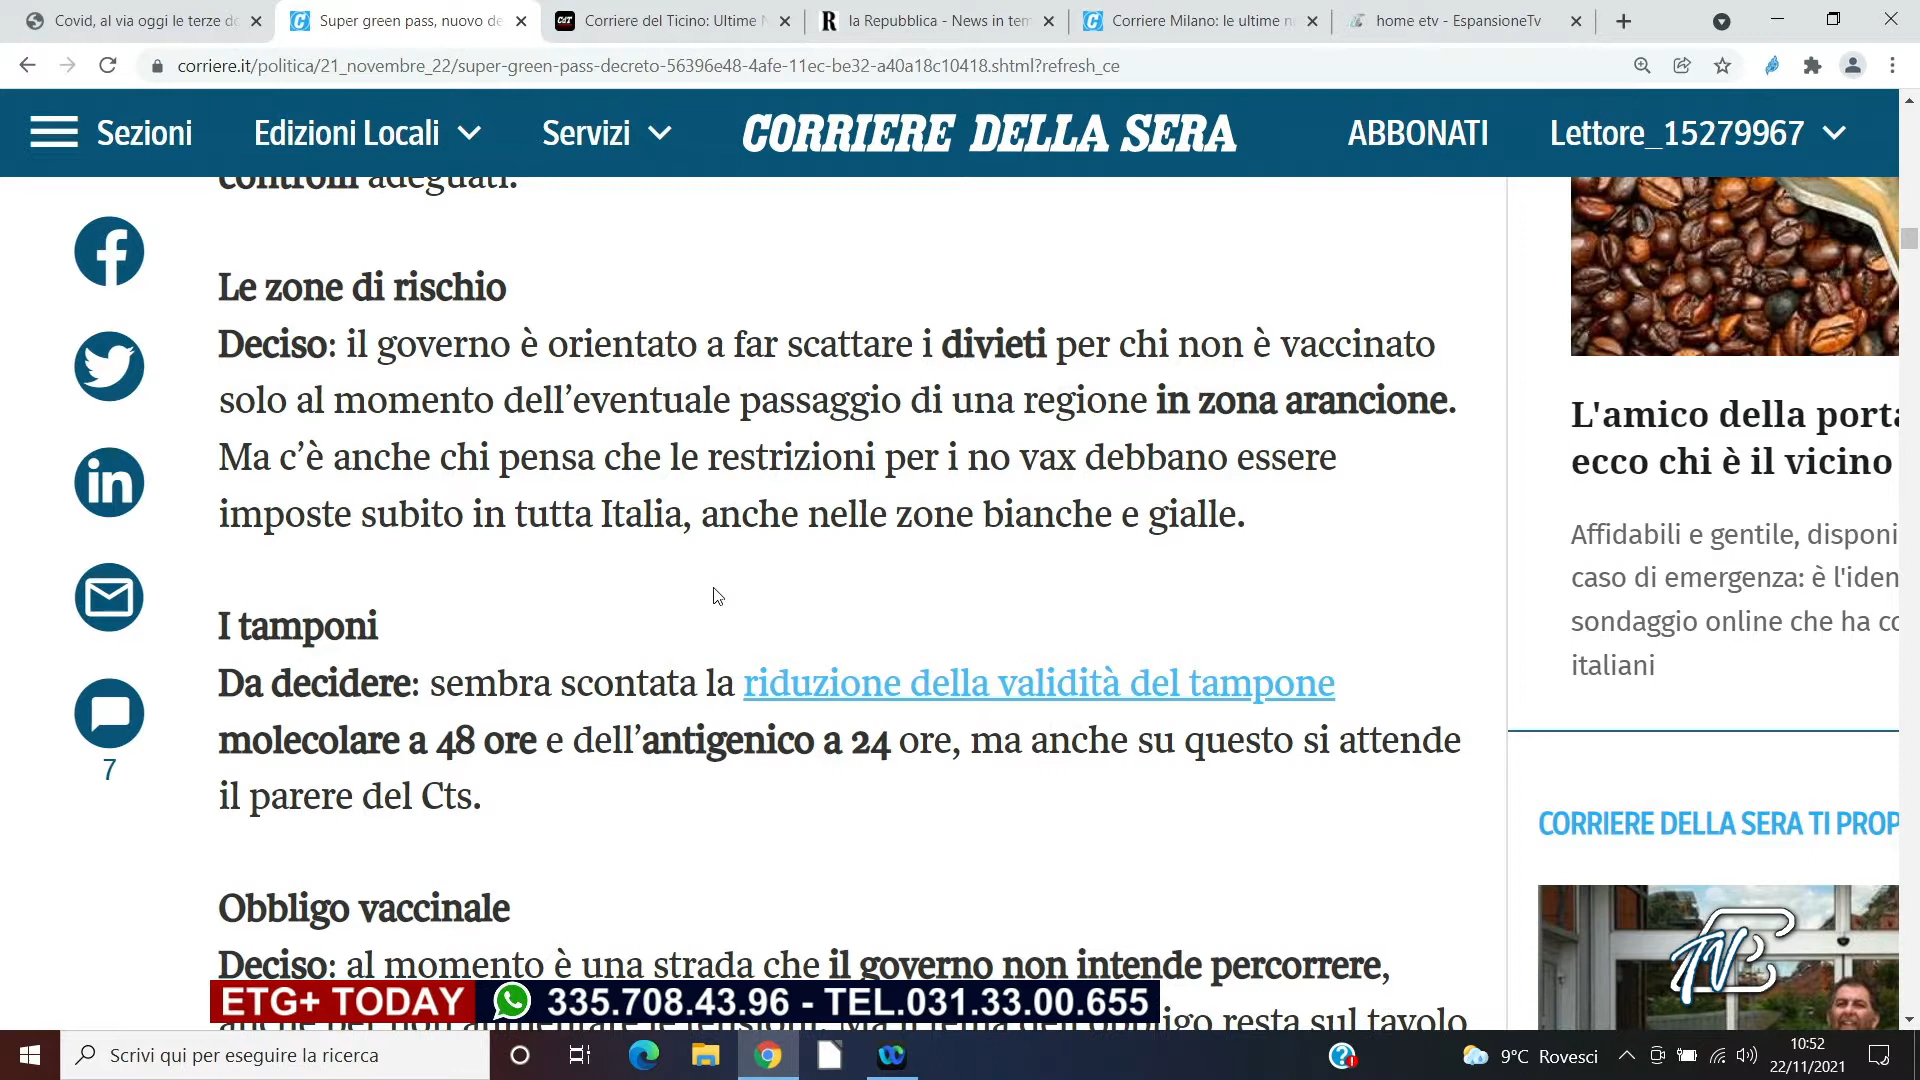 Covid, al via oggi le terze do
Super green pass, nuovo de
Corriere del Ticino: Ultime N
la Repubblica - News in tem
Corriere Milano: le ultime n
home etv - EspansioneTv
corriere.it/politica/21_novembre_22/super-green-pass-decreto-56396e48-4afe-11ec-be32-a40a18c10418.shtml?refresh_ce
Sezioni
Edizioni Locali
Servizi
CORRIERE DELLA SERA
ABBONATI
Lettore_15279967
controlli adeguati.
Le zone di rischio
Deciso: il governo è orientato a far scattare i divieti per chi non è vaccinato
solo al momento dell’eventuale passaggio di una regione in zona arancione.
Ma c’è anche chi pensa che le restrizioni per i no vax debbano essere
imposte subito in tutta Italia, anche nelle zone bianche e gialle.
I tamponi
Da decidere: sembra scontata la riduzione della validità del tampone
molecolare a 48 ore e dell’antigenico a 24 ore, ma anche su questo si attende
il parere del Cts.
Obbligo vaccinale
Deciso: al momento è una strada che il governo non intende percorrere,
igo resta sul tavolo
7
L'amico della porta
ecco chi è il vicino
Affidabili e gentile, disponi
caso di emergenza: è l'iden
sondaggio online che ha co
italiani
CORRIERE DELLA SERA TI PROP
ETG+ TODAY
335.708.43.96 - TEL.031.33.00.655
Scrivi qui per eseguire la ricerca
9°C Rovesci
10:52
22/11/2021